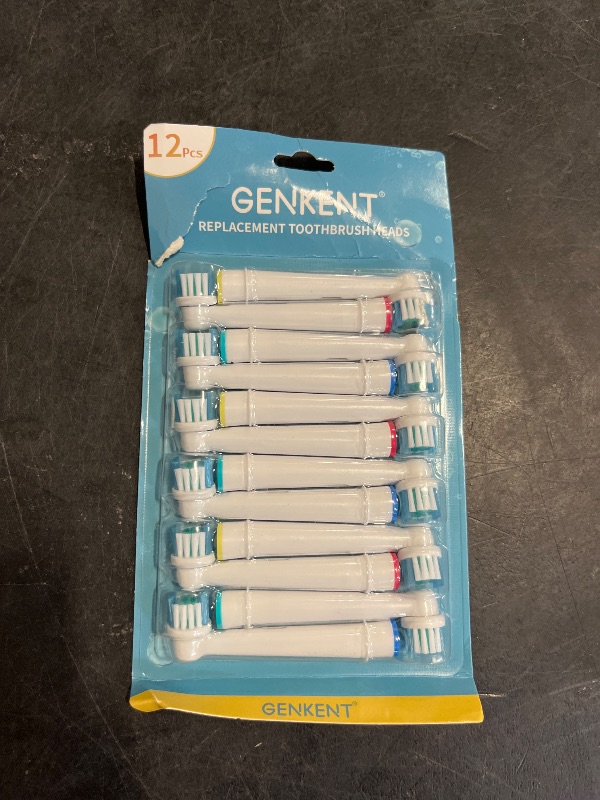 12Pcs
GENKENT®
REPLACEMENT TOOTHBRUSH HEADS
GENKENT®